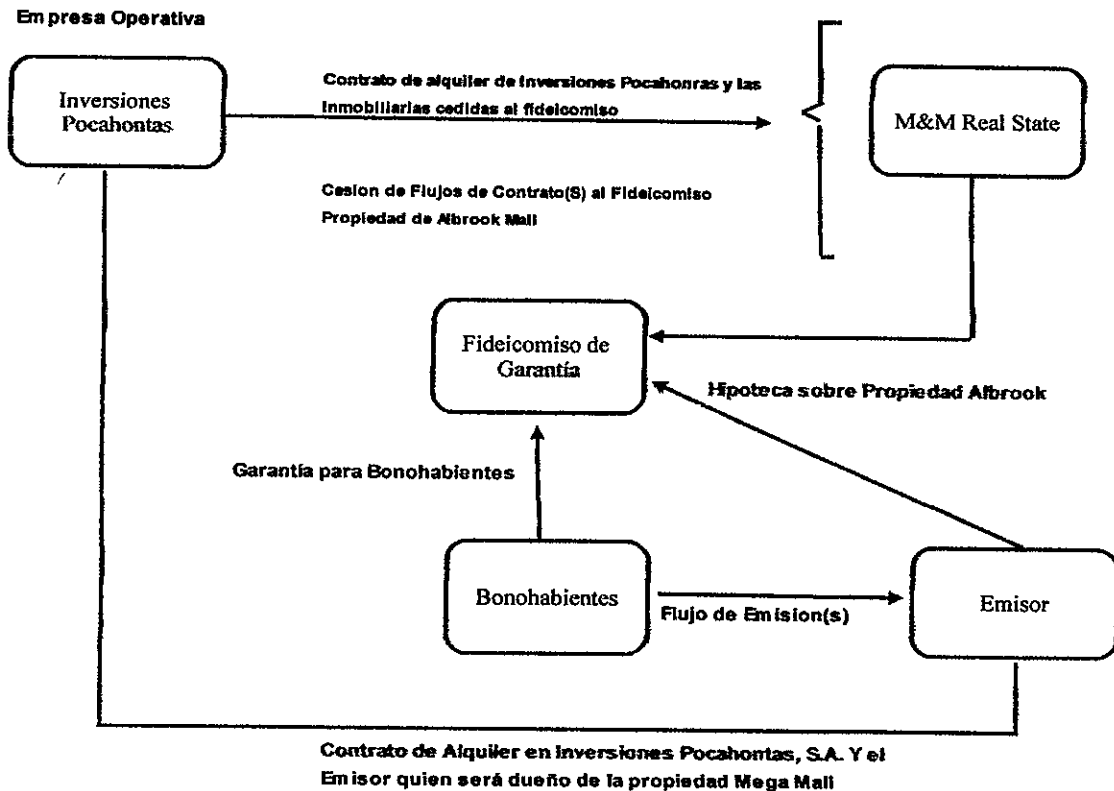 Empresa Operativa
Inversiones
Pocahontas
Contrato de alquiler de Inversiones Pocahonras y las
Inmobiliarias cedidas al fideicomiso
M&M Real State
Cesion de Flujos de Contrato(S) al Fideicomiso
Propiedad de Albrook Mall
Fideicomiso de
Garantía
Hipoteca sobre Propiedad Albrook
Garantía para Bonohabientes
Bonohabientes
Flujo de Emision(s)
Emisor
Contrato de Alquiler en Inversiones Pocahontas, S.A. Y el
Emisor quien será dueño de la propiedad Mega Mall